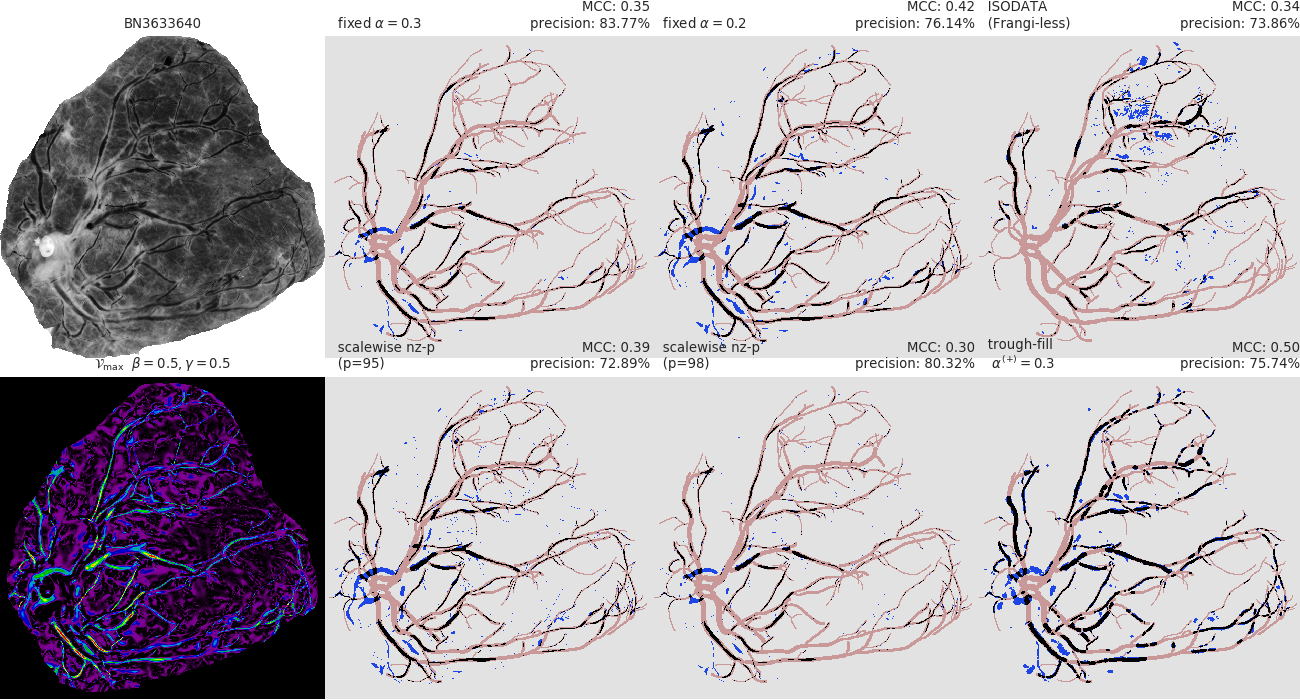 BN3633640
fixed α = 0.3
MCC: 0.35
precision: 83.77%
fixed α = 0.2
MCC: 0.42
precision: 76.14%
ISODATA
(Frangi-less)
MCC: 0.34
precision: 73.86%
𝒱max β = 0.5, γ = 0.5
scalewise nz-p
(p=95)
MCC: 0.39
precision: 72.89%
scalewise nz-p
(p=98)
MCC: 0.30
precision: 80.32%
trough-fill
α(+) = 0.3
MCC: 0.50
precision: 75.74%